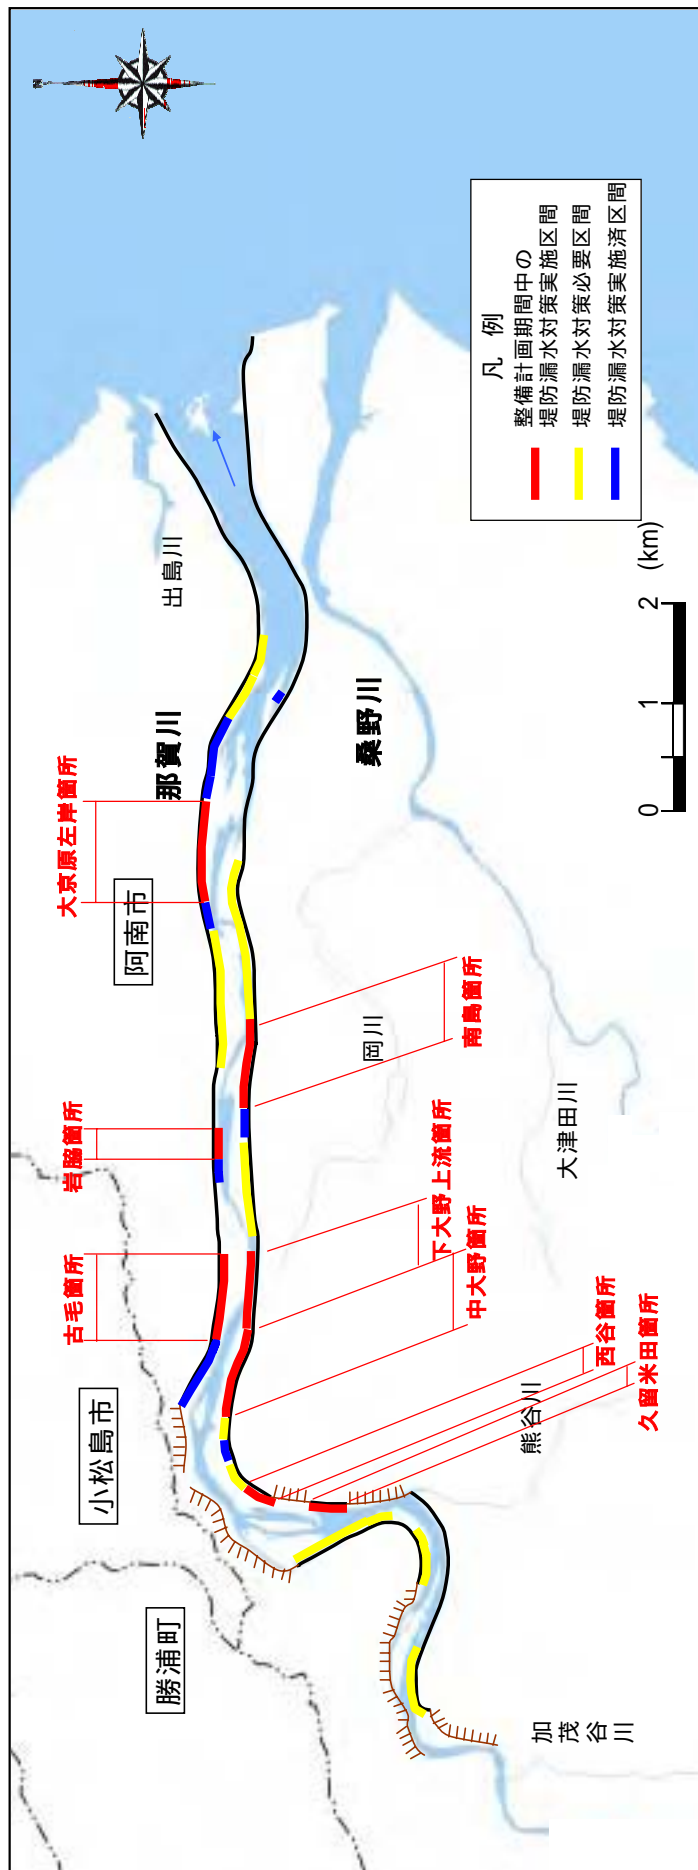 凡 例
整備計画期間中の
堤防漏水対策実施区間
堤防漏水対策必要区間
堤防漏水対策実施済区間
勝浦町
小松島市
阿南市
古毛箇所
岩脇箇所
大京原左岸箇所
那賀川
出島川
桑野川
岡川
大津田川
熊谷川
加茂谷川
久留米田箇所
西谷箇所
中大野箇所
下大野上流箇所
南島箇所
0
1
2
(km)